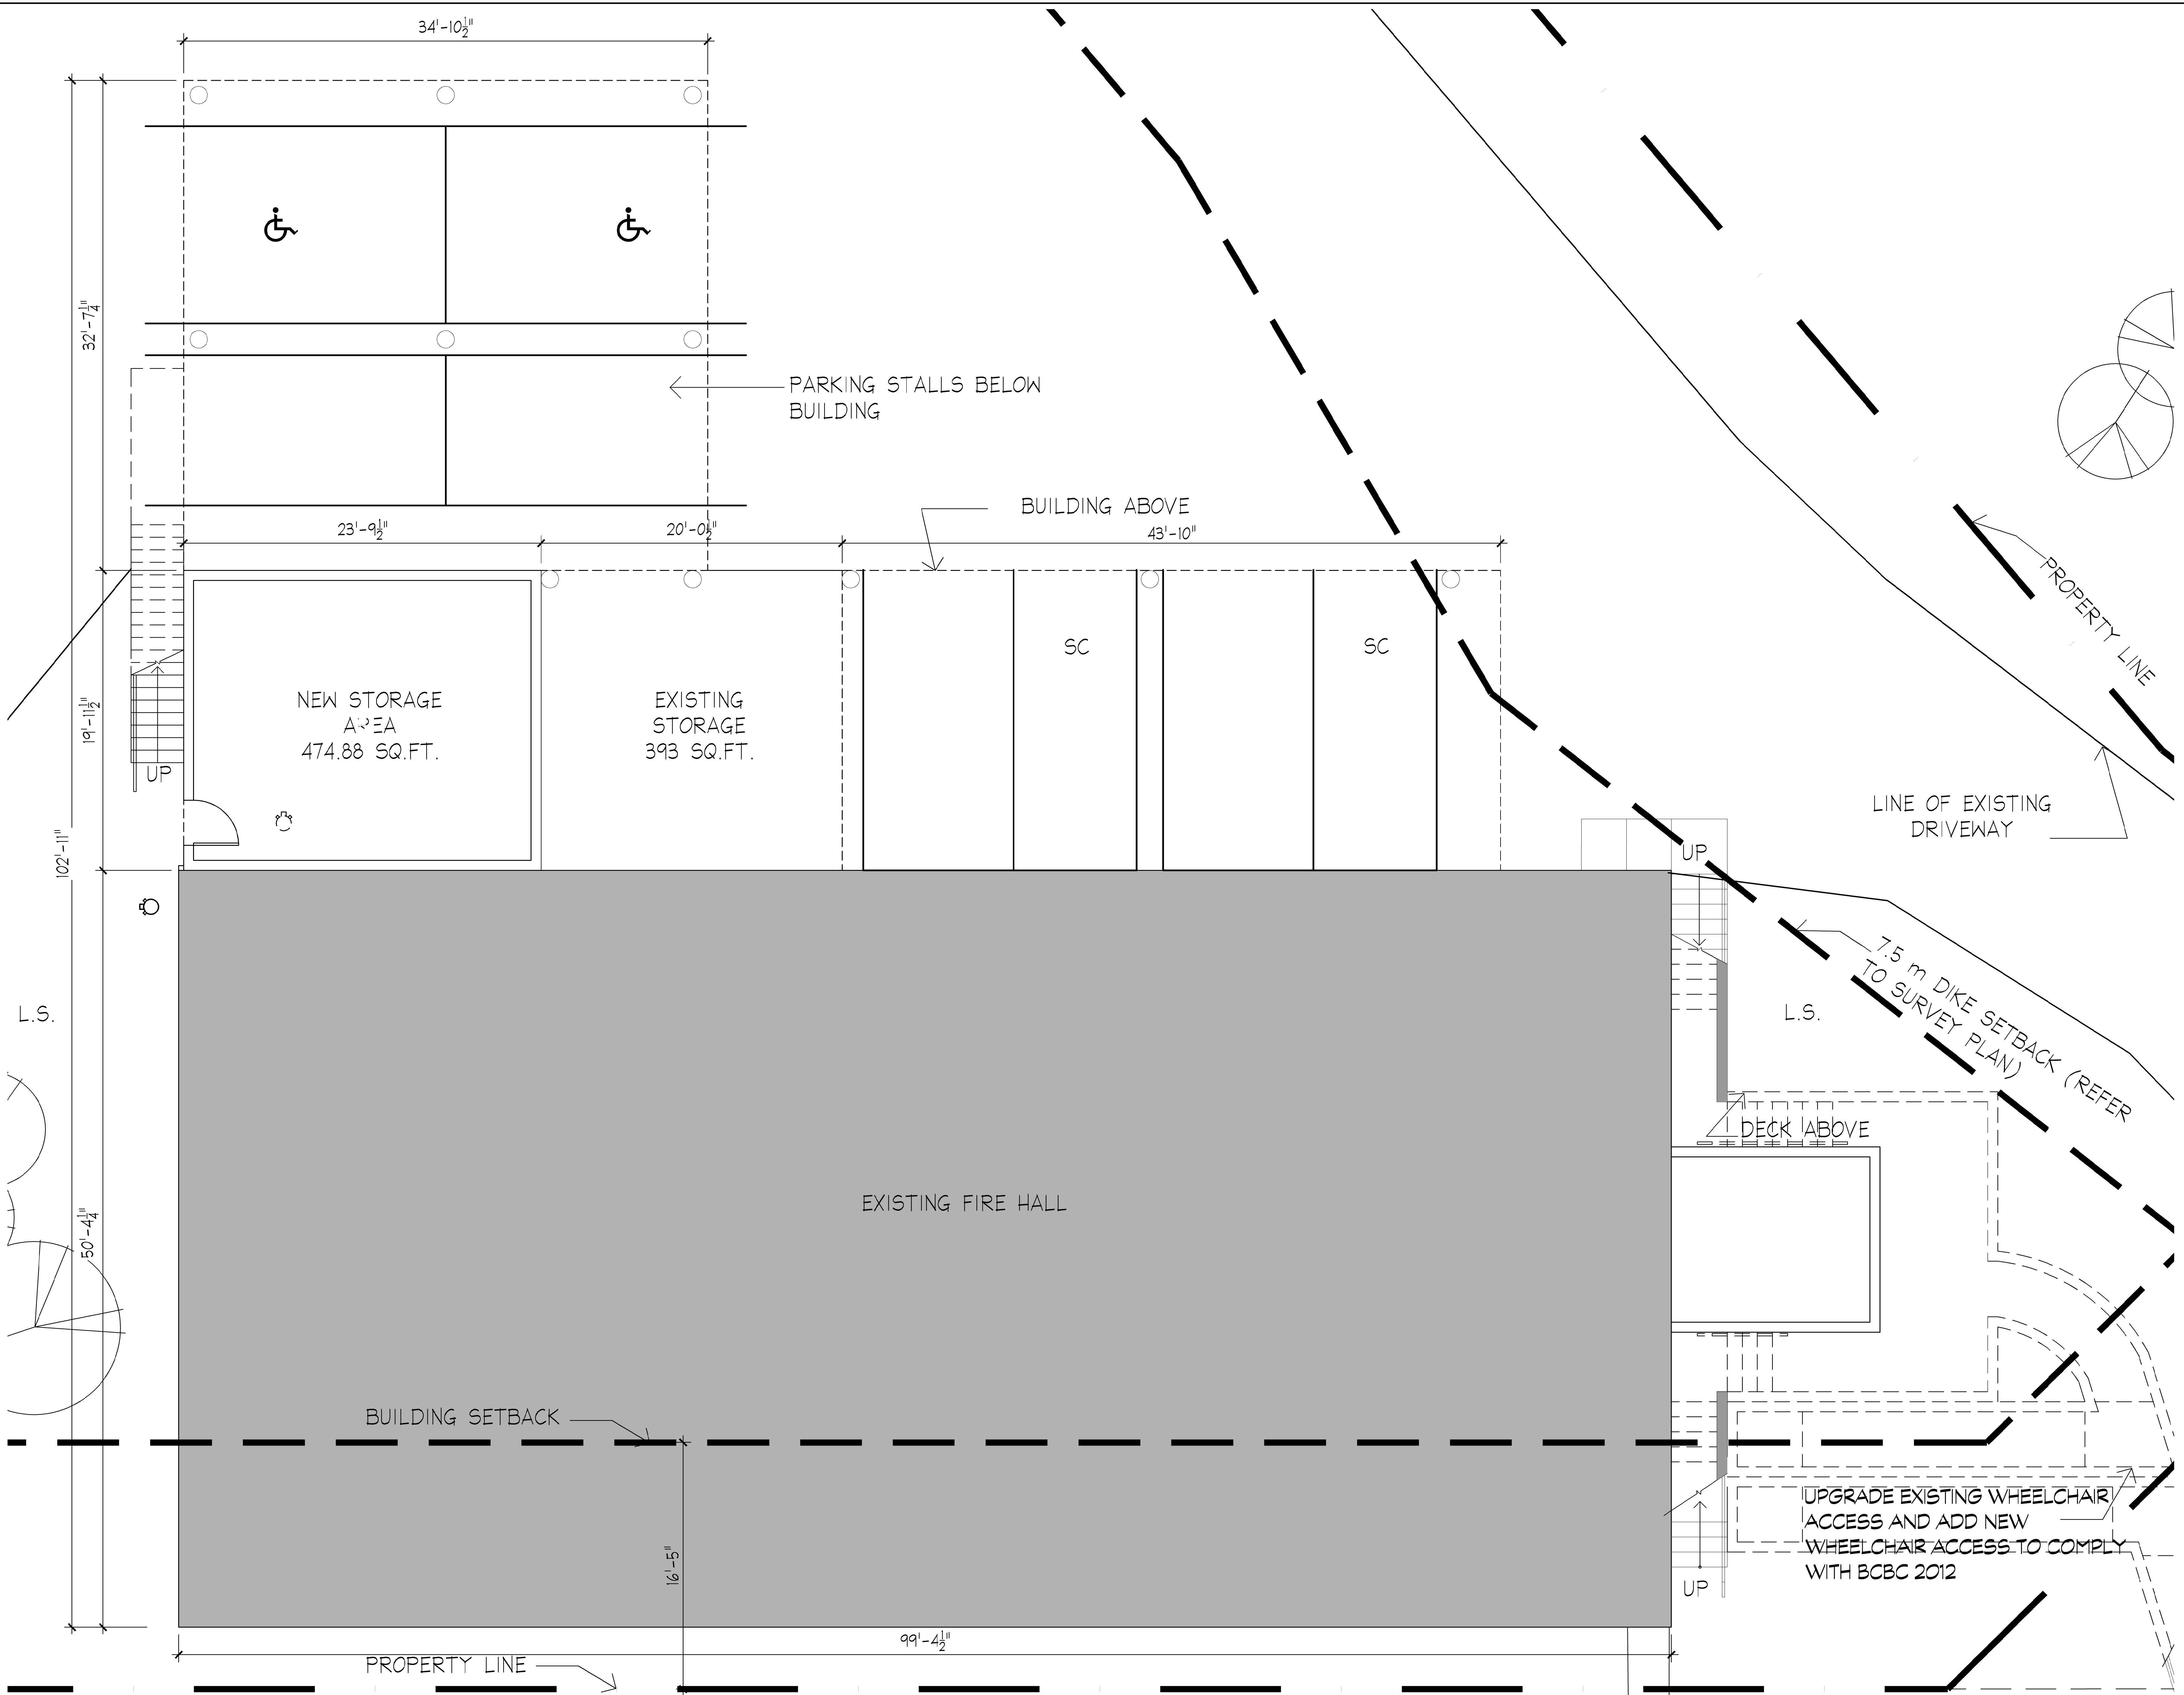 34'-10½"
32'-7¼"
PARKING STALLS BELOW
BUILDING
BUILDING ABOVE
23'-9½"
20'-0½"
43'-10"
PROPERTY LINE
SC
SC
NEW STORAGE
AREA
474.88 SQ.FT.
EXISTING
STORAGE
393 SQ.FT.
19'-11½"
UP
LINE OF EXISTING
DRIVEWAY
102'-11"
UP
7.5 m DIKE SETBACK (REFER
TO SURVEY PLAN)
L.S.
L.S.
DECK ABOVE
EXISTING FIRE HALL
50'-4¼"
BUILDING SETBACK
16'-5"
UPGRADE EXISTING WHEELCHAIR
ACCESS AND ADD NEW
WHEELCHAIR ACCESS TO COMPLY
WITH BCBC 2012
UP
99'-4½"
PROPERTY LINE